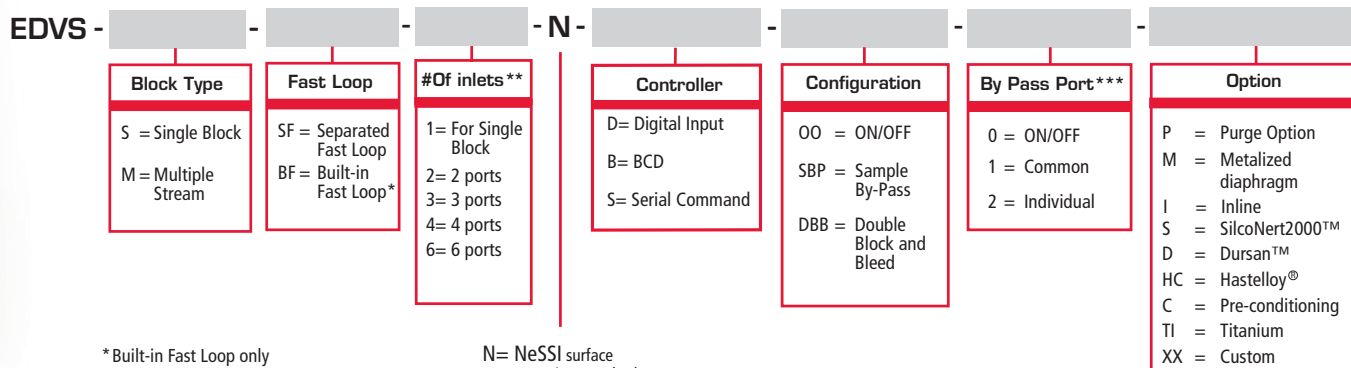 EDVS - - - - N - - - -
Block Type
S = Single Block
M = Multiple
Stream
Fast Loop
SF = Separated
Fast Loop
BF = Built-in
Fast Loop*
#Of inlets**
1= For Single
Block
2= 2 ports
3= 3 ports
4= 4 ports
6= 6 ports
Controller
D= Digital Input
B= BCD
S= Serial Command
Configuration
OO = ON/OFF
SBP = Sample
By-Pass
DBB = Double
Block and
Bleed
By Pass Port***
0 = ON/OFF
1 = Common
2 = Individual
Option
P = Purge Option
M = Metalized
diaphragm
I = Inline
S = SilcoNert2000™
D = Dursan™
HC = Hastelloy®
C = Pre-conditioning
TI = Titanium
XX = Custom
*Built-in Fast Loop only
N= NeSSI surface